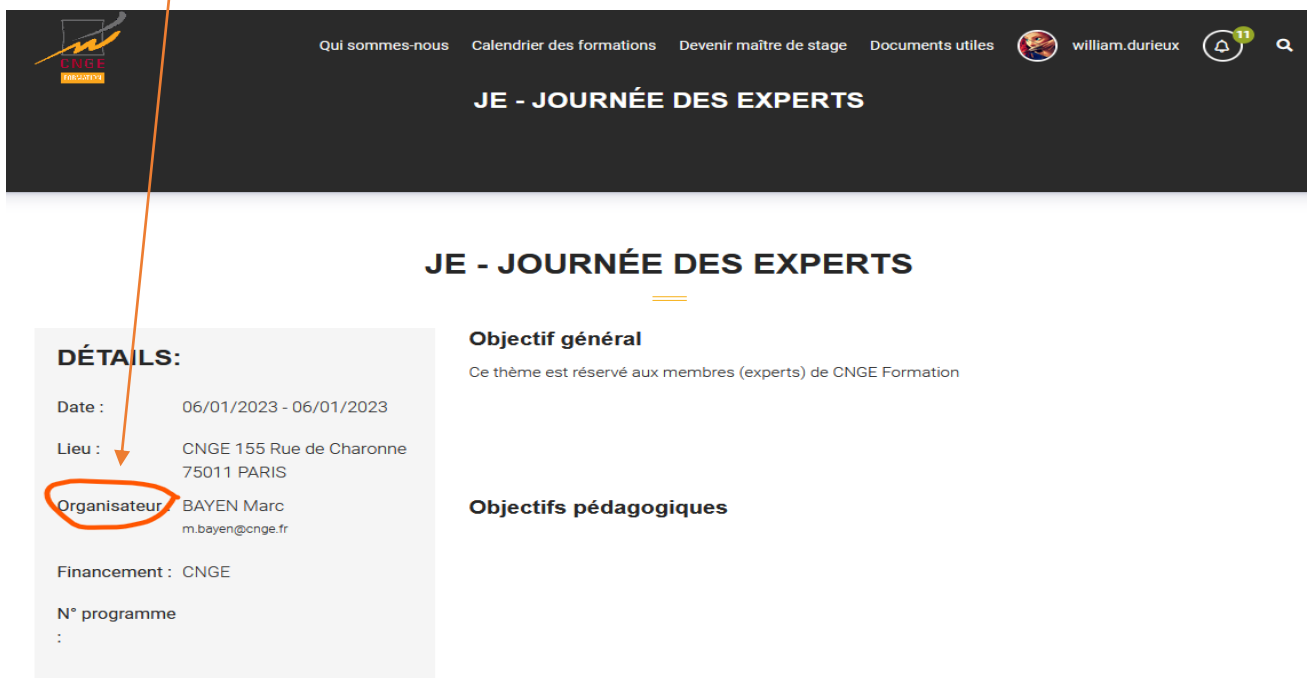 CNGE
FORMATION
Qui sommes-nous Calendrier des formations Devenir maître de stage Documents utiles william.durieux 11
JE - JOURNÉE DES EXPERTS
JE - JOURNÉE DES EXPERTS
DÉTAILS:
Date : 06/01/2023 - 06/01/2023
Lieu : CNGE 155 Rue de Charonne
75011 PARIS
Organisateur : BAYEN Marc
m.bayen@cnge.fr
Financement : CNGE
N° programme
:
Objectif général
Ce thème est réservé aux membres (experts) de CNGE Formation
Objectifs pédagogiques